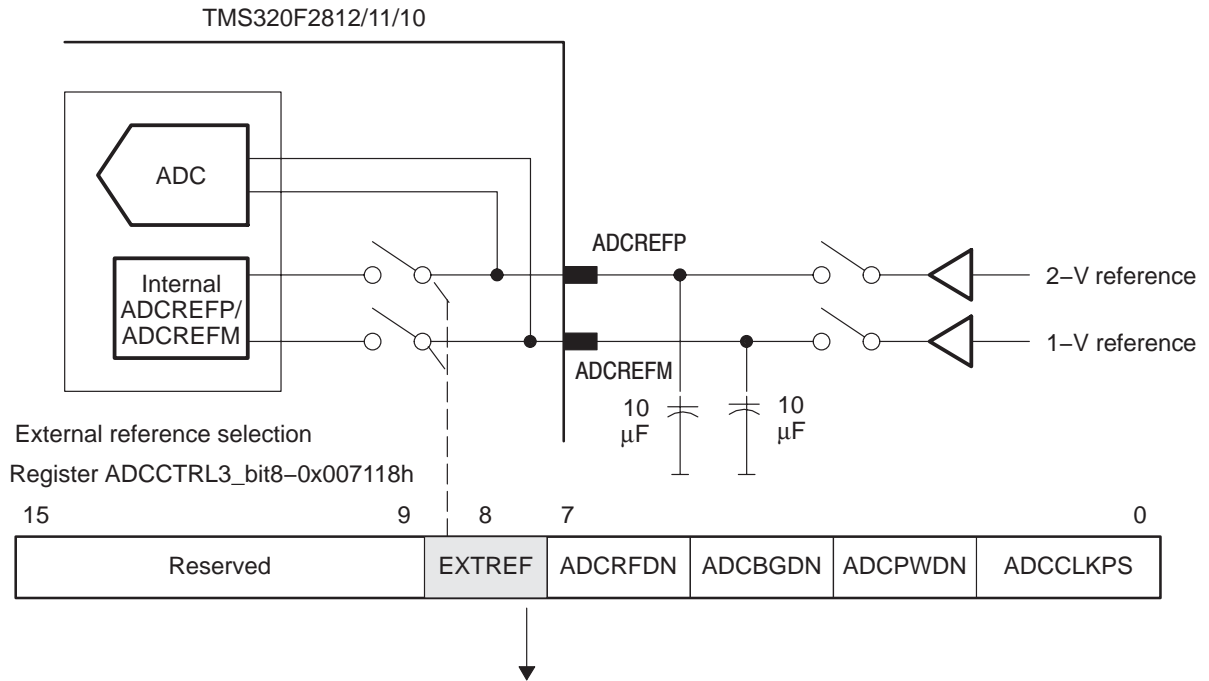 TMS320F2812/11/10
ADC
ADCREFP
Internal
ADCREFP/
ADCREFM
2–V reference
1–V reference
ADCREFM
10
μF
10
μF
External reference selection
Register ADCCTRL3_bit8–0x007118h
15 9 8 7 0
Reserved EXTREF ADCRFDN ADCBGDN ADCPWDN ADCCLKPS